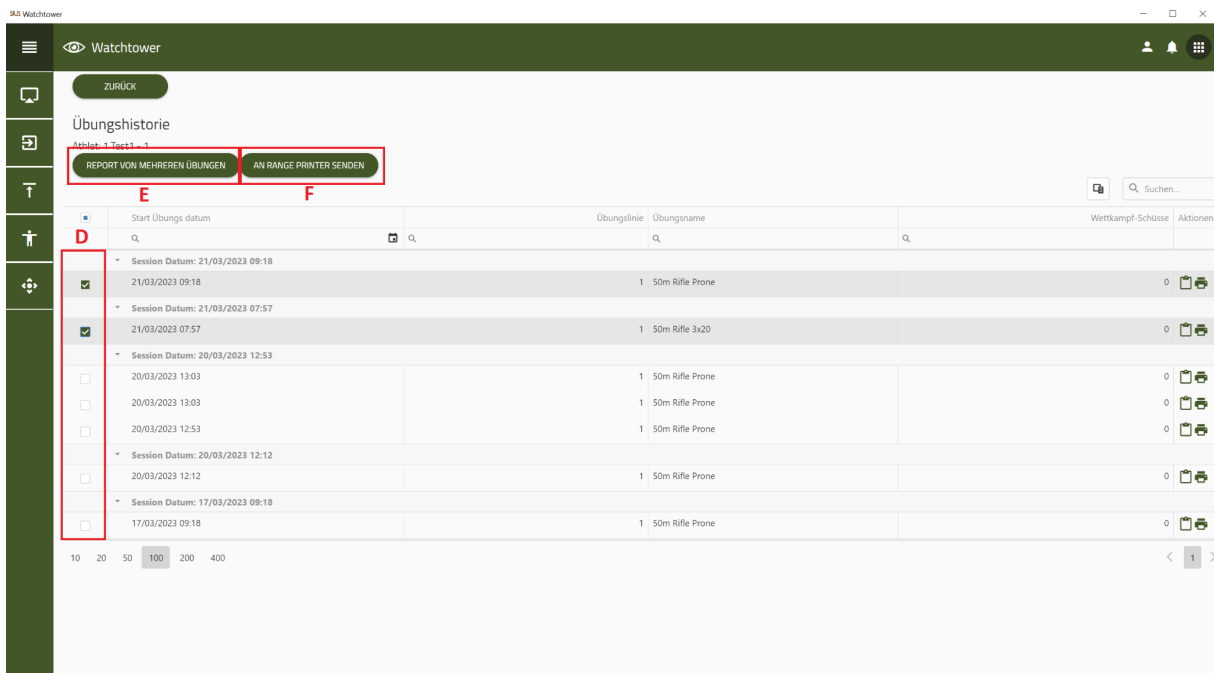 SIUS Watchtower
Watchtower
ZURÜCK
Übungshistorie
Athlet: 1 Test1 - 1
REPORT VON MEHREREN ÜBUNGEN AN RANGE PRINTER SENDEN
E F
Suchen...
Start Übungs datum Übungslinie Übungsname Wettkampf-Schüsse Aktionen
D
Session Datum: 21/03/2023 09:18
21/03/2023 09:18 1 50m Rifle Prone 0
Session Datum: 21/03/2023 07:57
21/03/2023 07:57 1 50m Rifle 3x20 0
Session Datum: 20/03/2023 12:53
20/03/2023 13:03 1 50m Rifle Prone 0
20/03/2023 13:03 1 50m Rifle Prone 0
20/03/2023 12:53 1 50m Rifle Prone 0
Session Datum: 20/03/2023 12:12
20/03/2023 12:12 1 50m Rifle Prone 0
Session Datum: 17/03/2023 09:18
17/03/2023 09:18 1 50m Rifle Prone 0
10 20 50 100 200 400 1